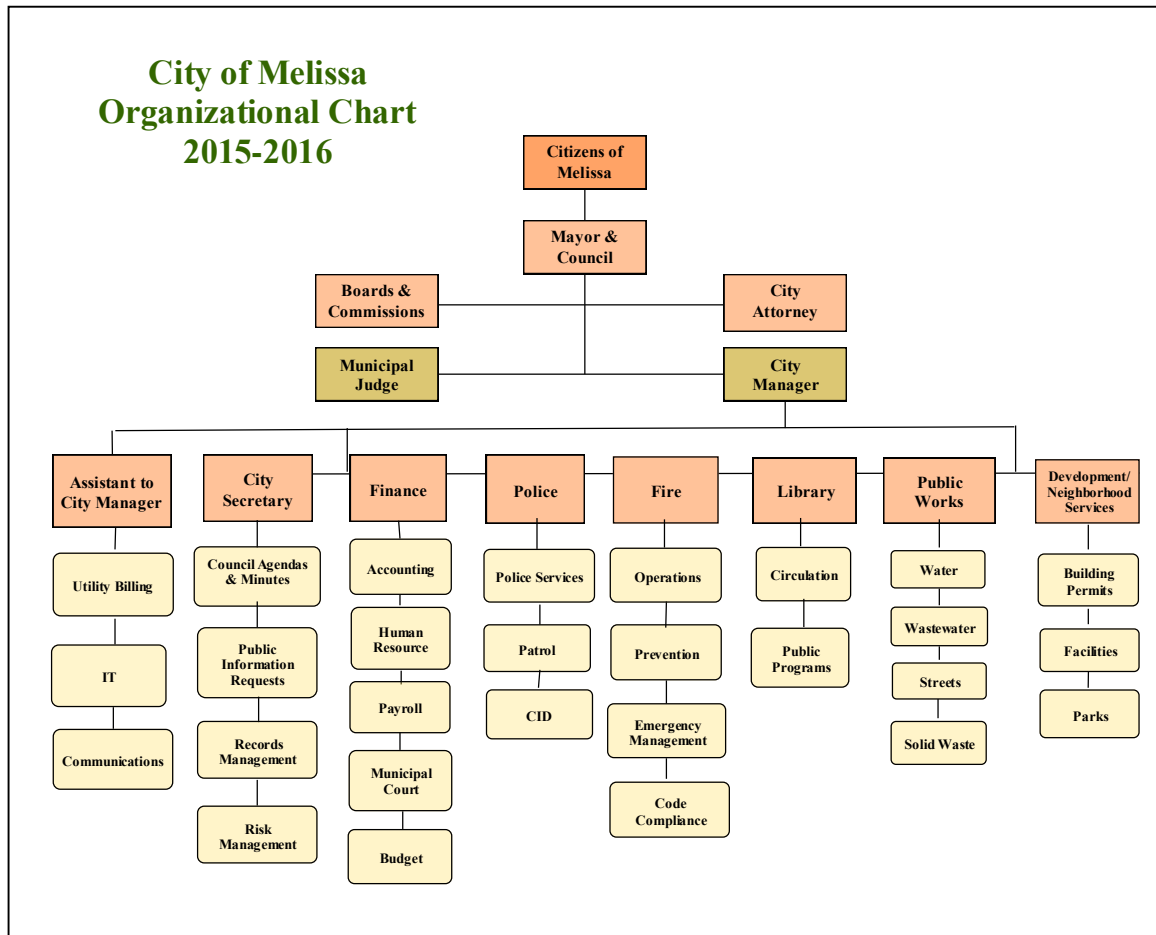 City of Melissa
Organizational Chart
2015-2016
Citizens of
Melissa
Mayor &
Council
Boards &
Commissions
City
Attorney
Municipal
Judge
City
Manager
Assistant to
City Manager
City
Secretary
Finance
Police
Fire
Library
Public
Works
Development/
Neighborhood
Services
Utility Billing
IT
Communications
Council Agendas
& Minutes
Public
Information
Requests
Records
Management
Risk
Management
Accounting
Human
Resource
Payroll
Municipal
Court
Budget
Police Services
Patrol
CID
Operations
Prevention
Emergency
Management
Code
Compliance
Circulation
Public
Programs
Water
Wastewater
Streets
Solid Waste
Building
Permits
Facilities
Parks